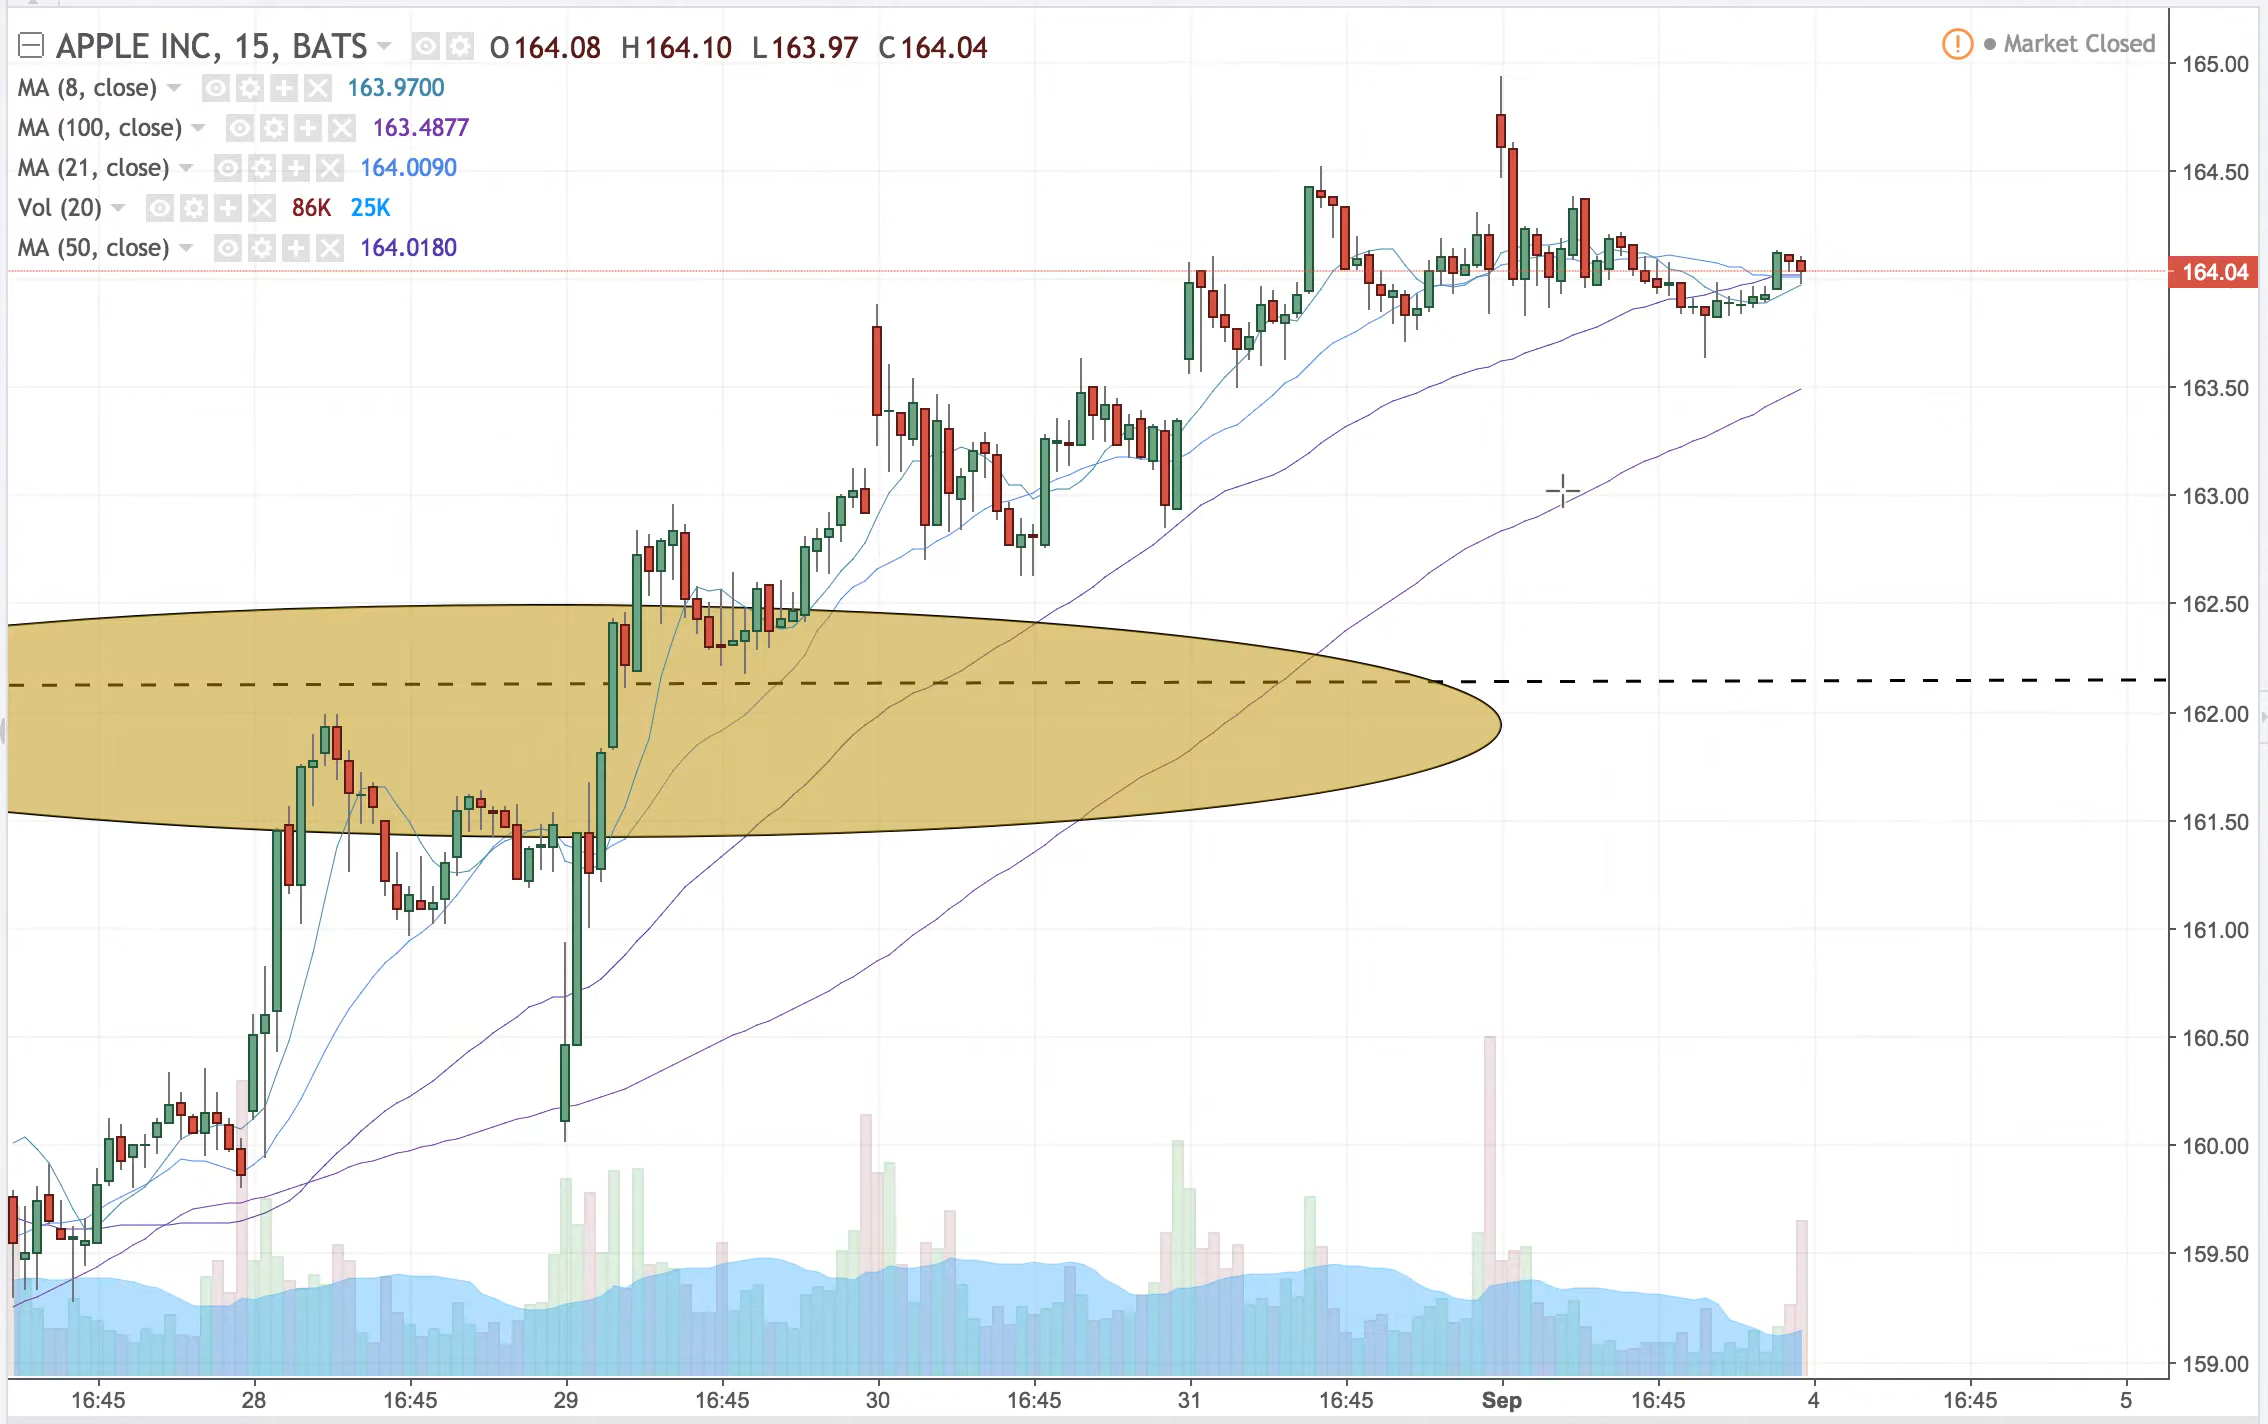 APPLE INC, 15, BATS O164.08 H164.10 L163.97 C164.04
! Market Closed
MA (8, close) 163.9700
MA (100, close) 163.4877
MA (21, close) 164.0090
Vol (20) 86K 25K
MA (50, close) 164.0180
165.00
164.50
164.04
163.50
163.00
162.50
162.00
161.50
161.00
160.50
160.00
159.50
159.00
16:45 28 16:45 29 16:45 30 16:45 31 16:45 Sep 16:45 4 16:45 5